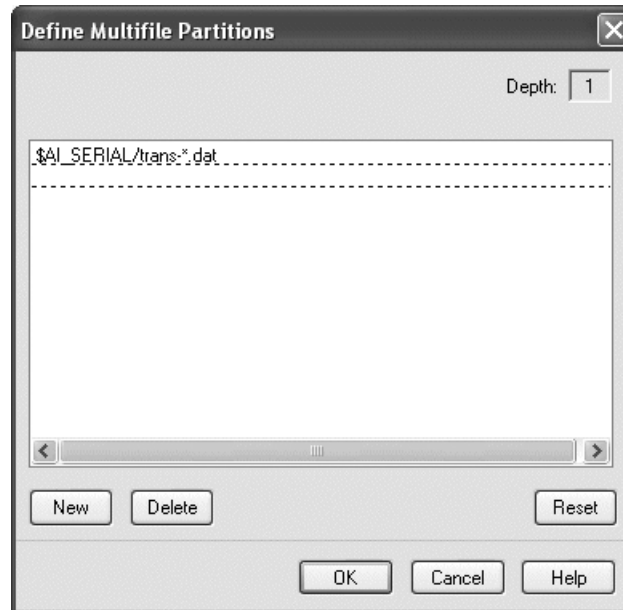 Define Multifile Partitions
Depth: 1
$AI_SERIAL/trans-*.dat
New Delete Reset
OK Cancel Help